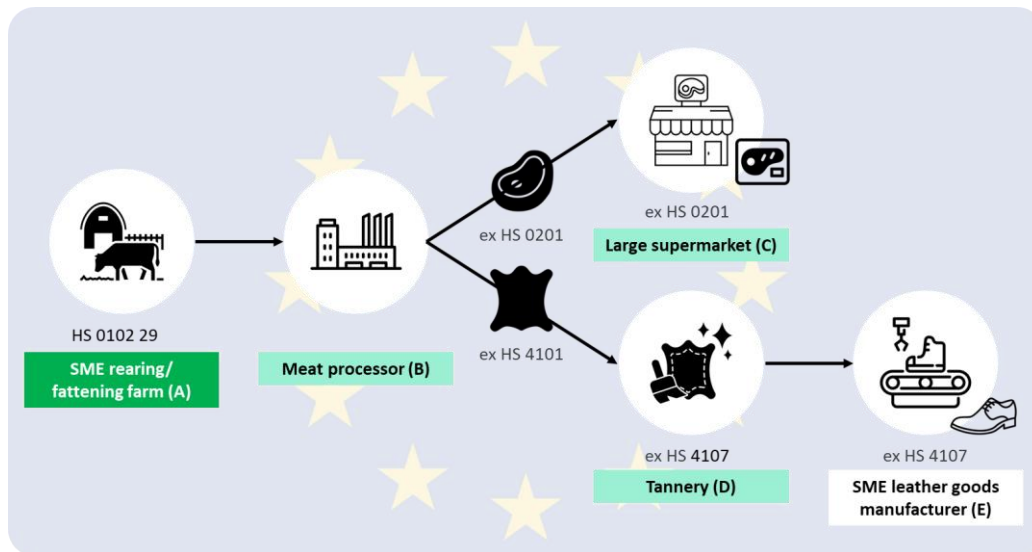 ex HS 0201
ex HS 0201
Large supermarket (C)
HS 0102 29
SME rearing/
fattening farm (A)
Meat processor (B)
ex HS 4101
ex HS 4107
Tannery (D)
ex HS 4107
SME leather goods
manufacturer (E)